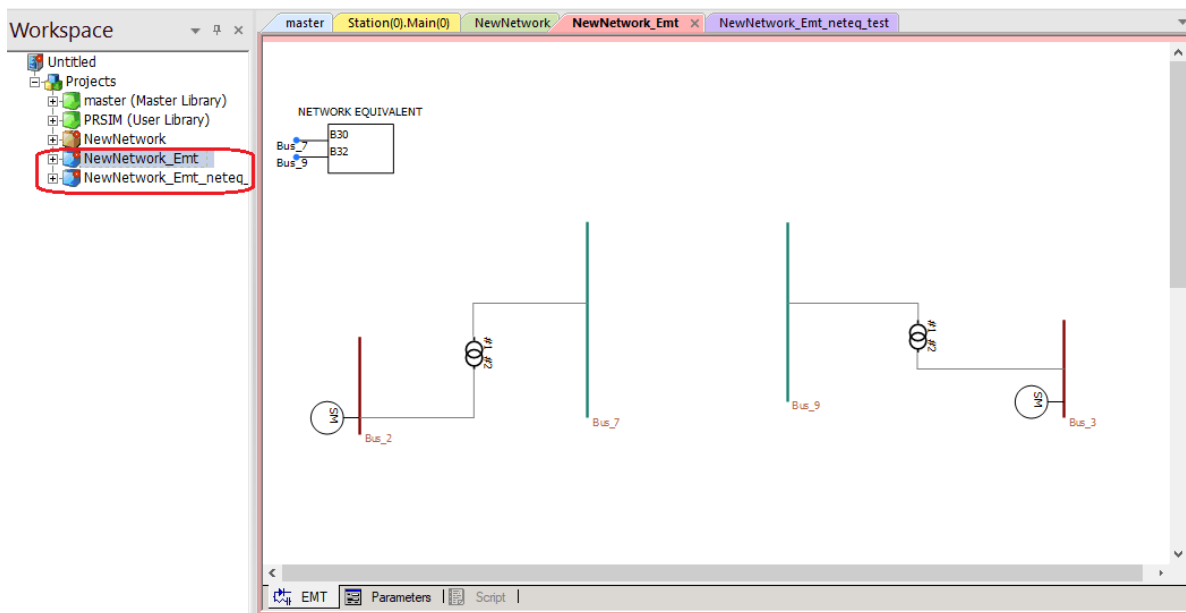 Workspace
Untitled
Projects
master (Master Library)
PRSIM (User Library)
NewNetwork
NewNetwork_Emt
NewNetwork_Emt_neteq_
master
Station(0).Main(0)
NewNetwork
NewNetwork_Emt
NewNetwork_Emt_neteq_test
NETWORK EQUIVALENT
Bus_7
B30
Bus_9
B32
#1
#2
SM
Bus_2
Bus_7
#1
#2
Bus_9
SM
Bus_3
EMT
Parameters
Script